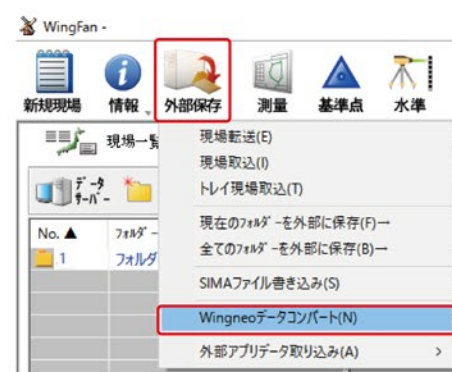 WingFan -
新規現場 情報 外部保存 測量 基準点 水準
現場一覧
データサーバー
No.▲ フォルダー
1 フォルダ
現場転送(E)
現場取込(I)
トレイ現場取込(T)
現在のフォルダーを外部に保存(F)→
全てのフォルダーを外部に保存(B)→
SIMAファイル書き込み(S)
Wingneoデータコンバート(N)
外部アプリデータ取り込み(A) >